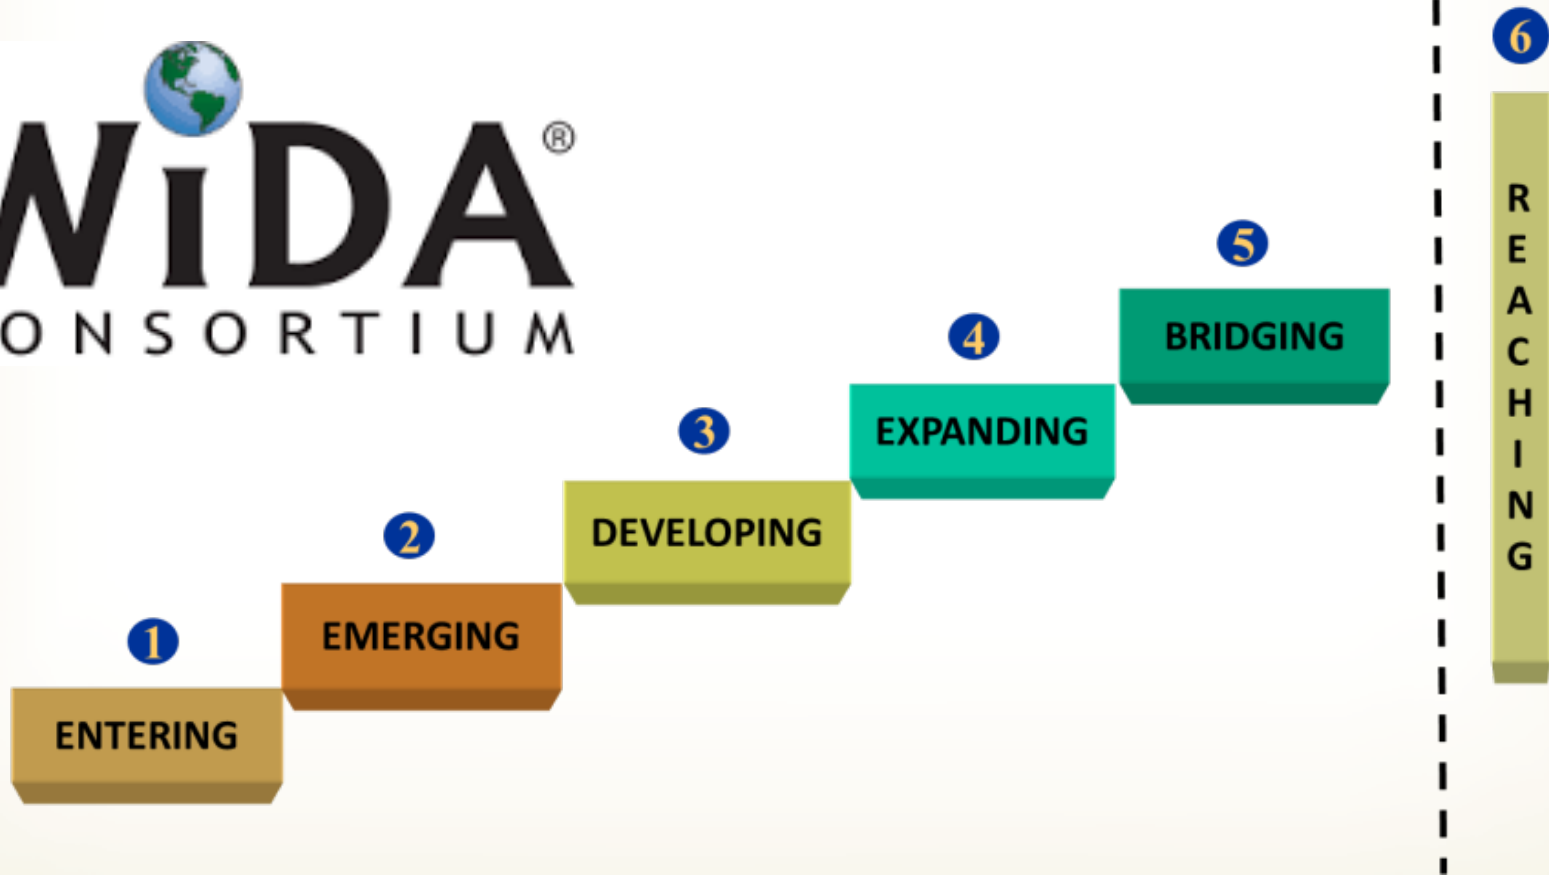 WiDA®
ONSORTIUM
1
ENTERING
2
EMERGING
3
DEVELOPING
4
EXPANDING
5
BRIDGING
6
REACHING